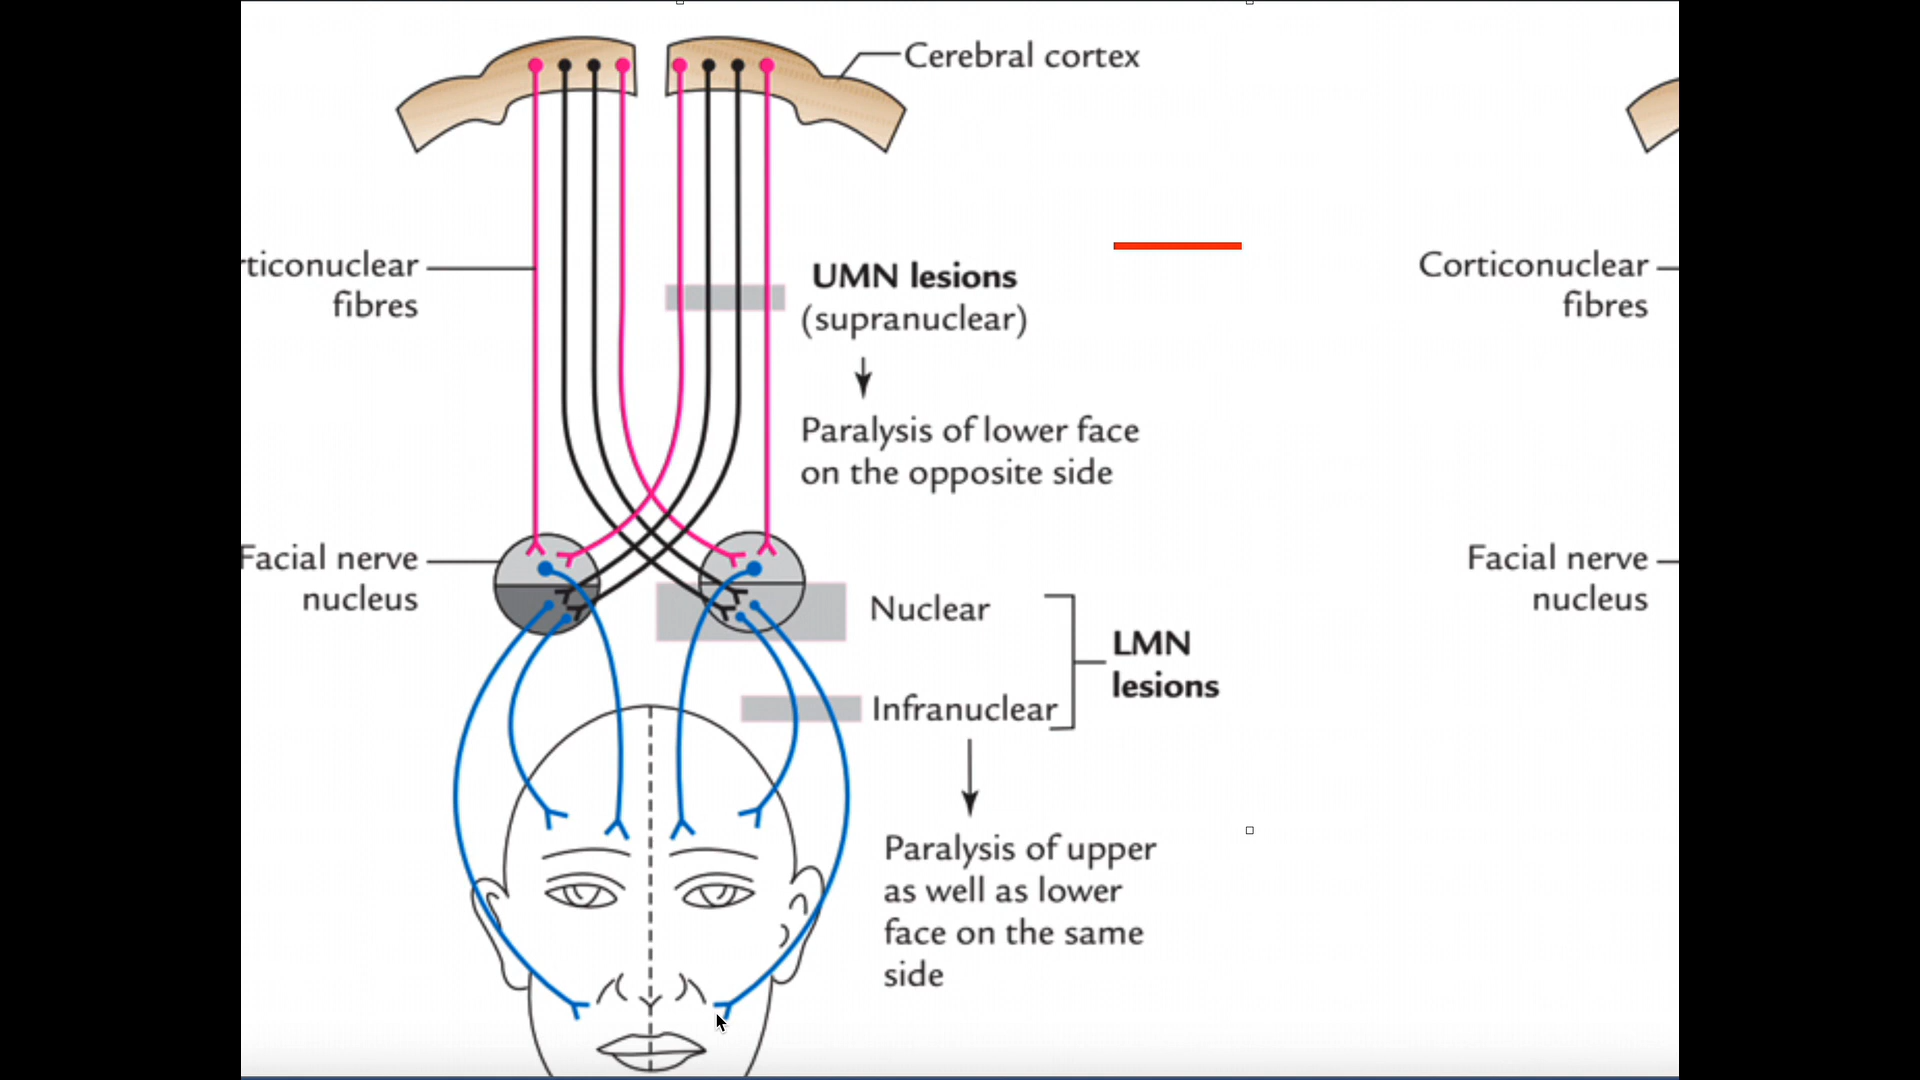 Cerebral cortex
rticonuclear
fibres
UMN lesions
(supranuclear)
Paralysis of lower face
on the opposite side
Facial nerve
nucleus
Nuclear
Infranuclear
LMN
lesions
Paralysis of upper
as well as lower
face on the same
side
Corticonuclear
fibres
Facial nerve
nucleus